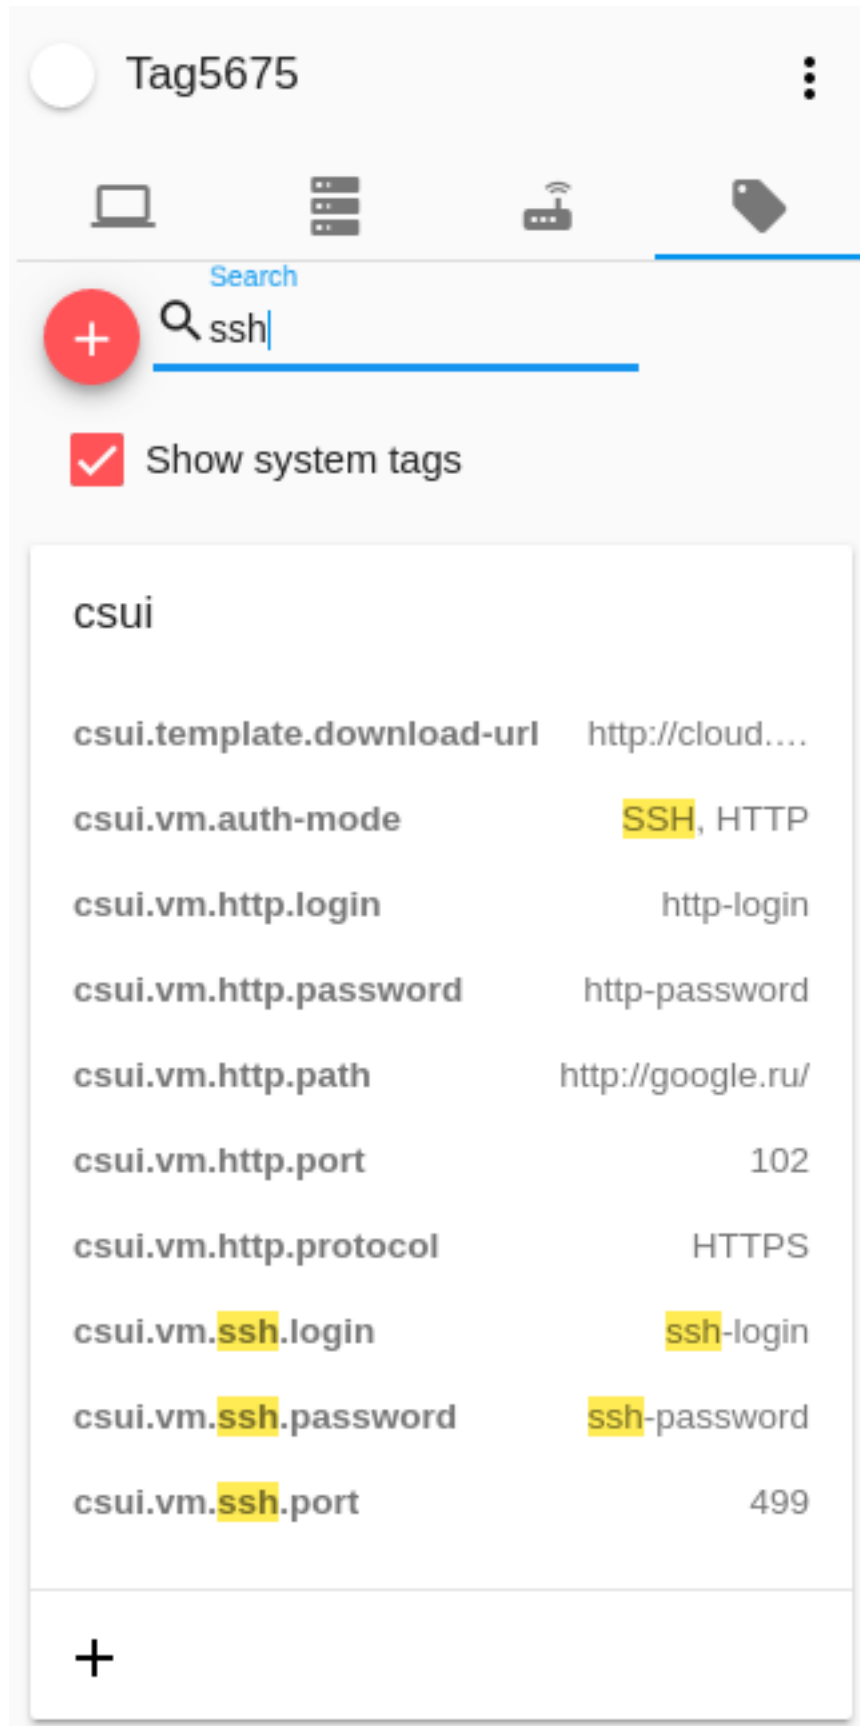 Tag5675
Search
ssh
Show system tags
csui
csui.template.download-url http://cloud....
csui.vm.auth-mode SSH, HTTP
csui.vm.http.login http-login
csui.vm.http.password http-password
csui.vm.http.path http://google.ru/
csui.vm.http.port 102
csui.vm.http.protocol HTTPS
csui.vm.ssh.login ssh-login
csui.vm.ssh.password ssh-password
csui.vm.ssh.port 499